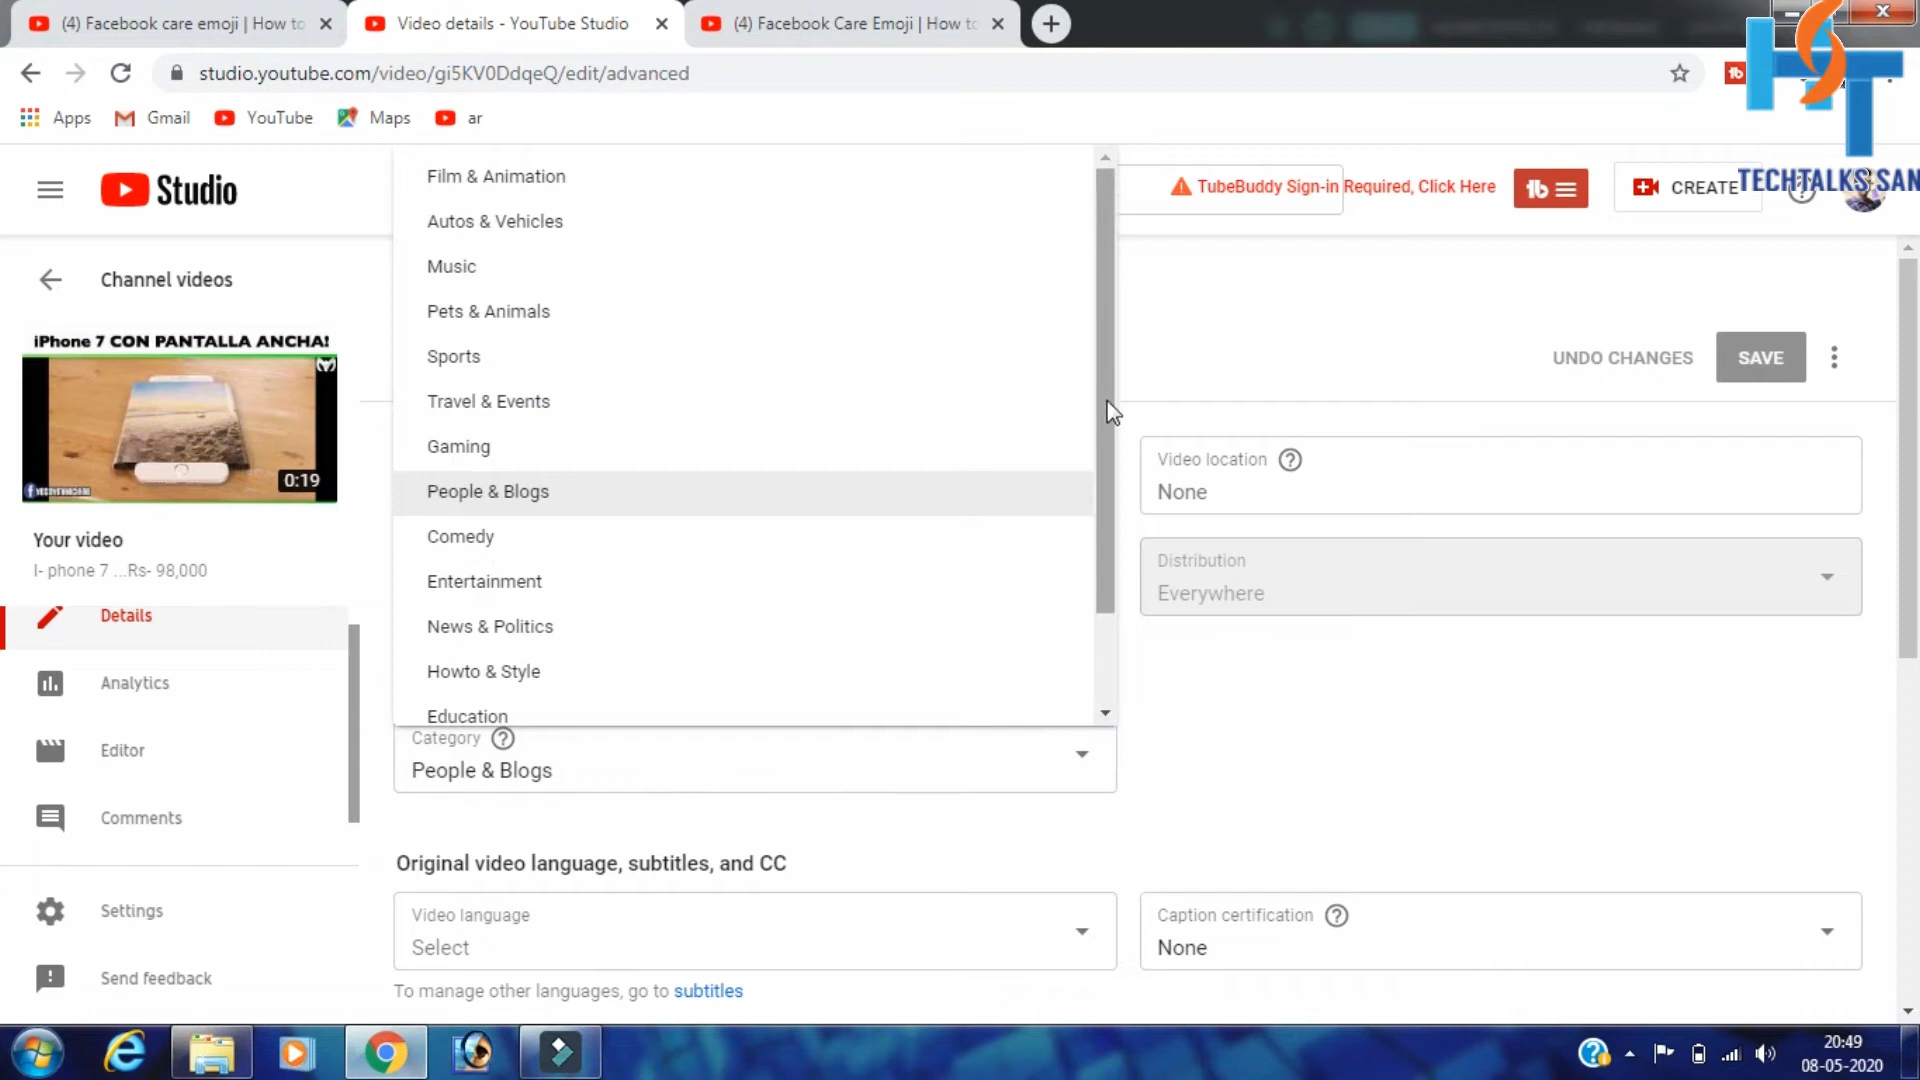 (4) Facebook care emoji | How to
Video details - YouTube Studio
(4) Facebook Care Emoji | How to
studio.youtube.com/video/gi5KV0DdqeQ/edit/advanced
Apps
Gmail
YouTube
Maps
ar
Studio
TubeBuddy Sign-in Required, Click Here
tb
CREATE
HT
TECHTALKS SAN
Channel videos
iPhone 7 CON PANTALLA ANCHA!
0:19
Your video
I- phone 7 ...Rs- 98,000
Details
Analytics
Editor
Comments
Settings
Send feedback
Film & Animation
Autos & Vehicles
Music
Pets & Animals
Sports
Travel & Events
Gaming
People & Blogs
Comedy
Entertainment
News & Politics
Howto & Style
Education
Category
People & Blogs
UNDO CHANGES
SAVE
Video location
None
Distribution
Everywhere
Original video language, subtitles, and CC
Video language
Select
Caption certification
None
To manage other languages, go to subtitles
20:49
08-05-2020